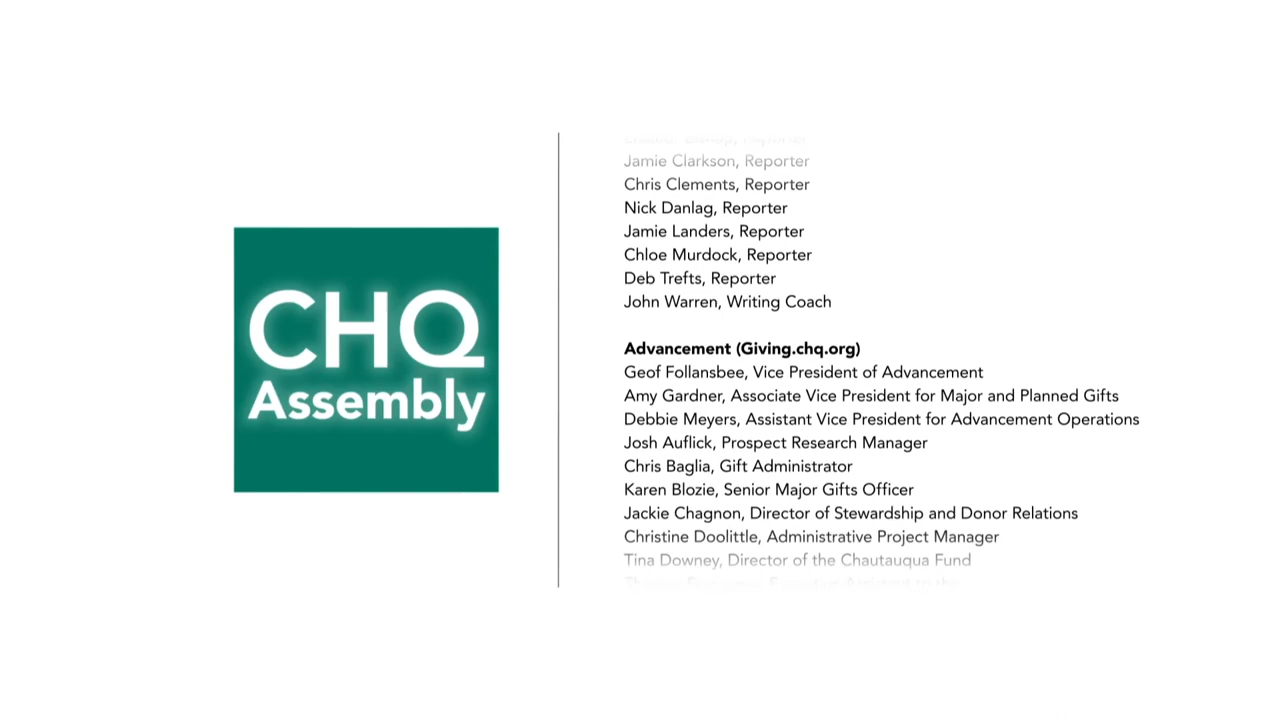 CHQ
Assembly
Jamie Clarkson, Reporter
Chris Clements, Reporter
Nick Danlag, Reporter
Jamie Landers, Reporter
Chloe Murdock, Reporter
Deb Trefts, Reporter
John Warren, Writing Coach
Advancement (Giving.chq.org)
Geof Follansbee, Vice President of Advancement
Amy Gardner, Associate Vice President for Major and Planned Gifts
Debbie Meyers, Assistant Vice President for Advancement Operations
Josh Auflick, Prospect Research Manager
Chris Baglia, Gift Administrator
Karen Blozie, Senior Major Gifts Officer
Jackie Chagnon, Director of Stewardship and Donor Relations
Christine Doolittle, Administrative Project Manager
Tina Downey, Director of the Chautauqua Fund